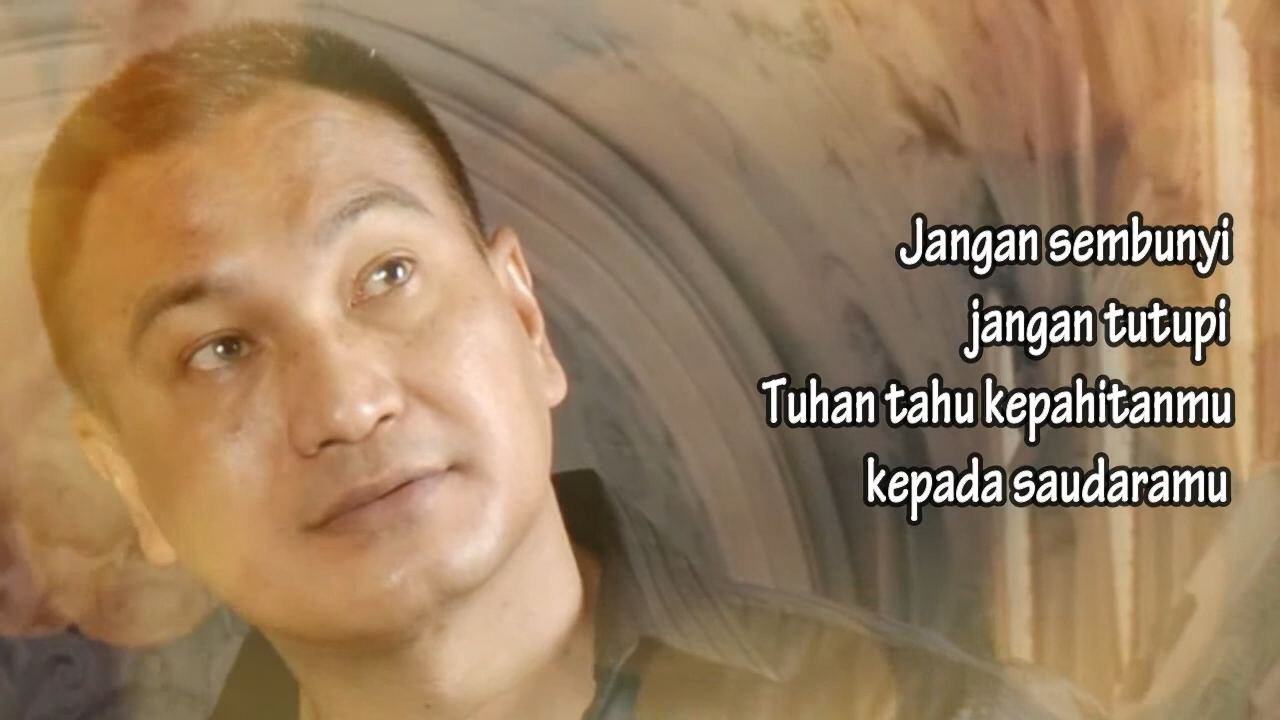 Jangan sembunyi
jangan tutupi
Tuhan tahu kepahitanmu
kepada saudaramu